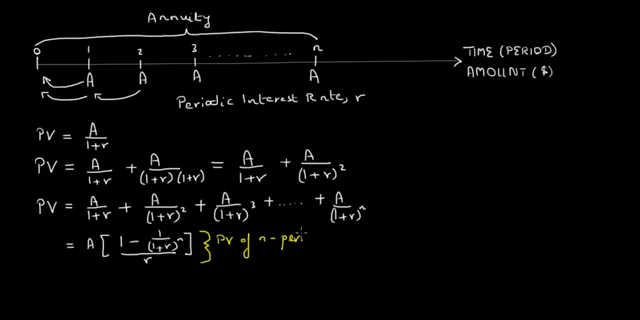 Annuity
0 1 2 3 ........... n TIME (PERIOD)
A A A A AMOUNT ($)
Periodic Interest Rate, r
PV = A/(1+r)
PV = A/(1+r) + A/((1+r)(1+r)) = A/(1+r) + A/(1+r)^2
PV = A/(1+r) + A/(1+r)^2 + A/(1+r)^3 + ..... + A/(1+r)^n
= A [ (1 - 1/(1+r)^n)/r ] } PV of n-peri